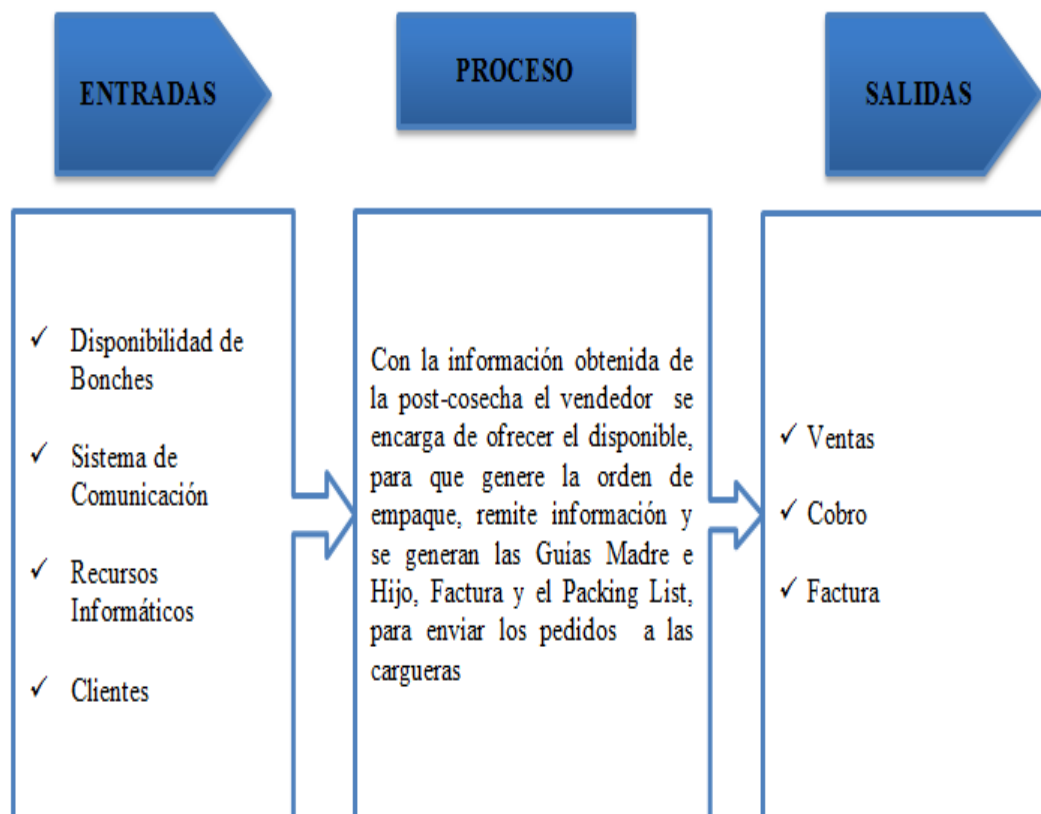 ENTRADAS
PROCESO
SALIDAS
✓ Disponibilidad de
Bonches
✓ Sistema de
Comunicación
✓ Recursos
Informáticos
✓ Clientes
Con la información obtenida de
la post-cosecha el vendedor se
encarga de ofrecer el disponible,
para que genere la orden de
empaque, remite información y
se generan las Guías Madre e
Hijo, Factura y el Packing List,
para enviar los pedidos a las
cargueras
✓ Ventas
✓ Cobro
✓ Factura